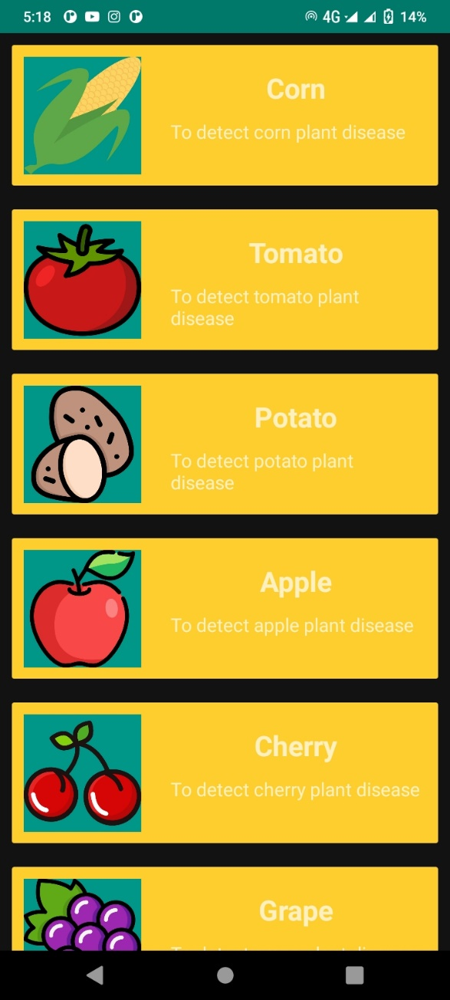 5:18
4G
14%
Corn
To detect corn plant disease
Tomato
To detect tomato plant
disease
Potato
To detect potato plant
disease
Apple
To detect apple plant disease
Cherry
To detect cherry plant disease
Grape